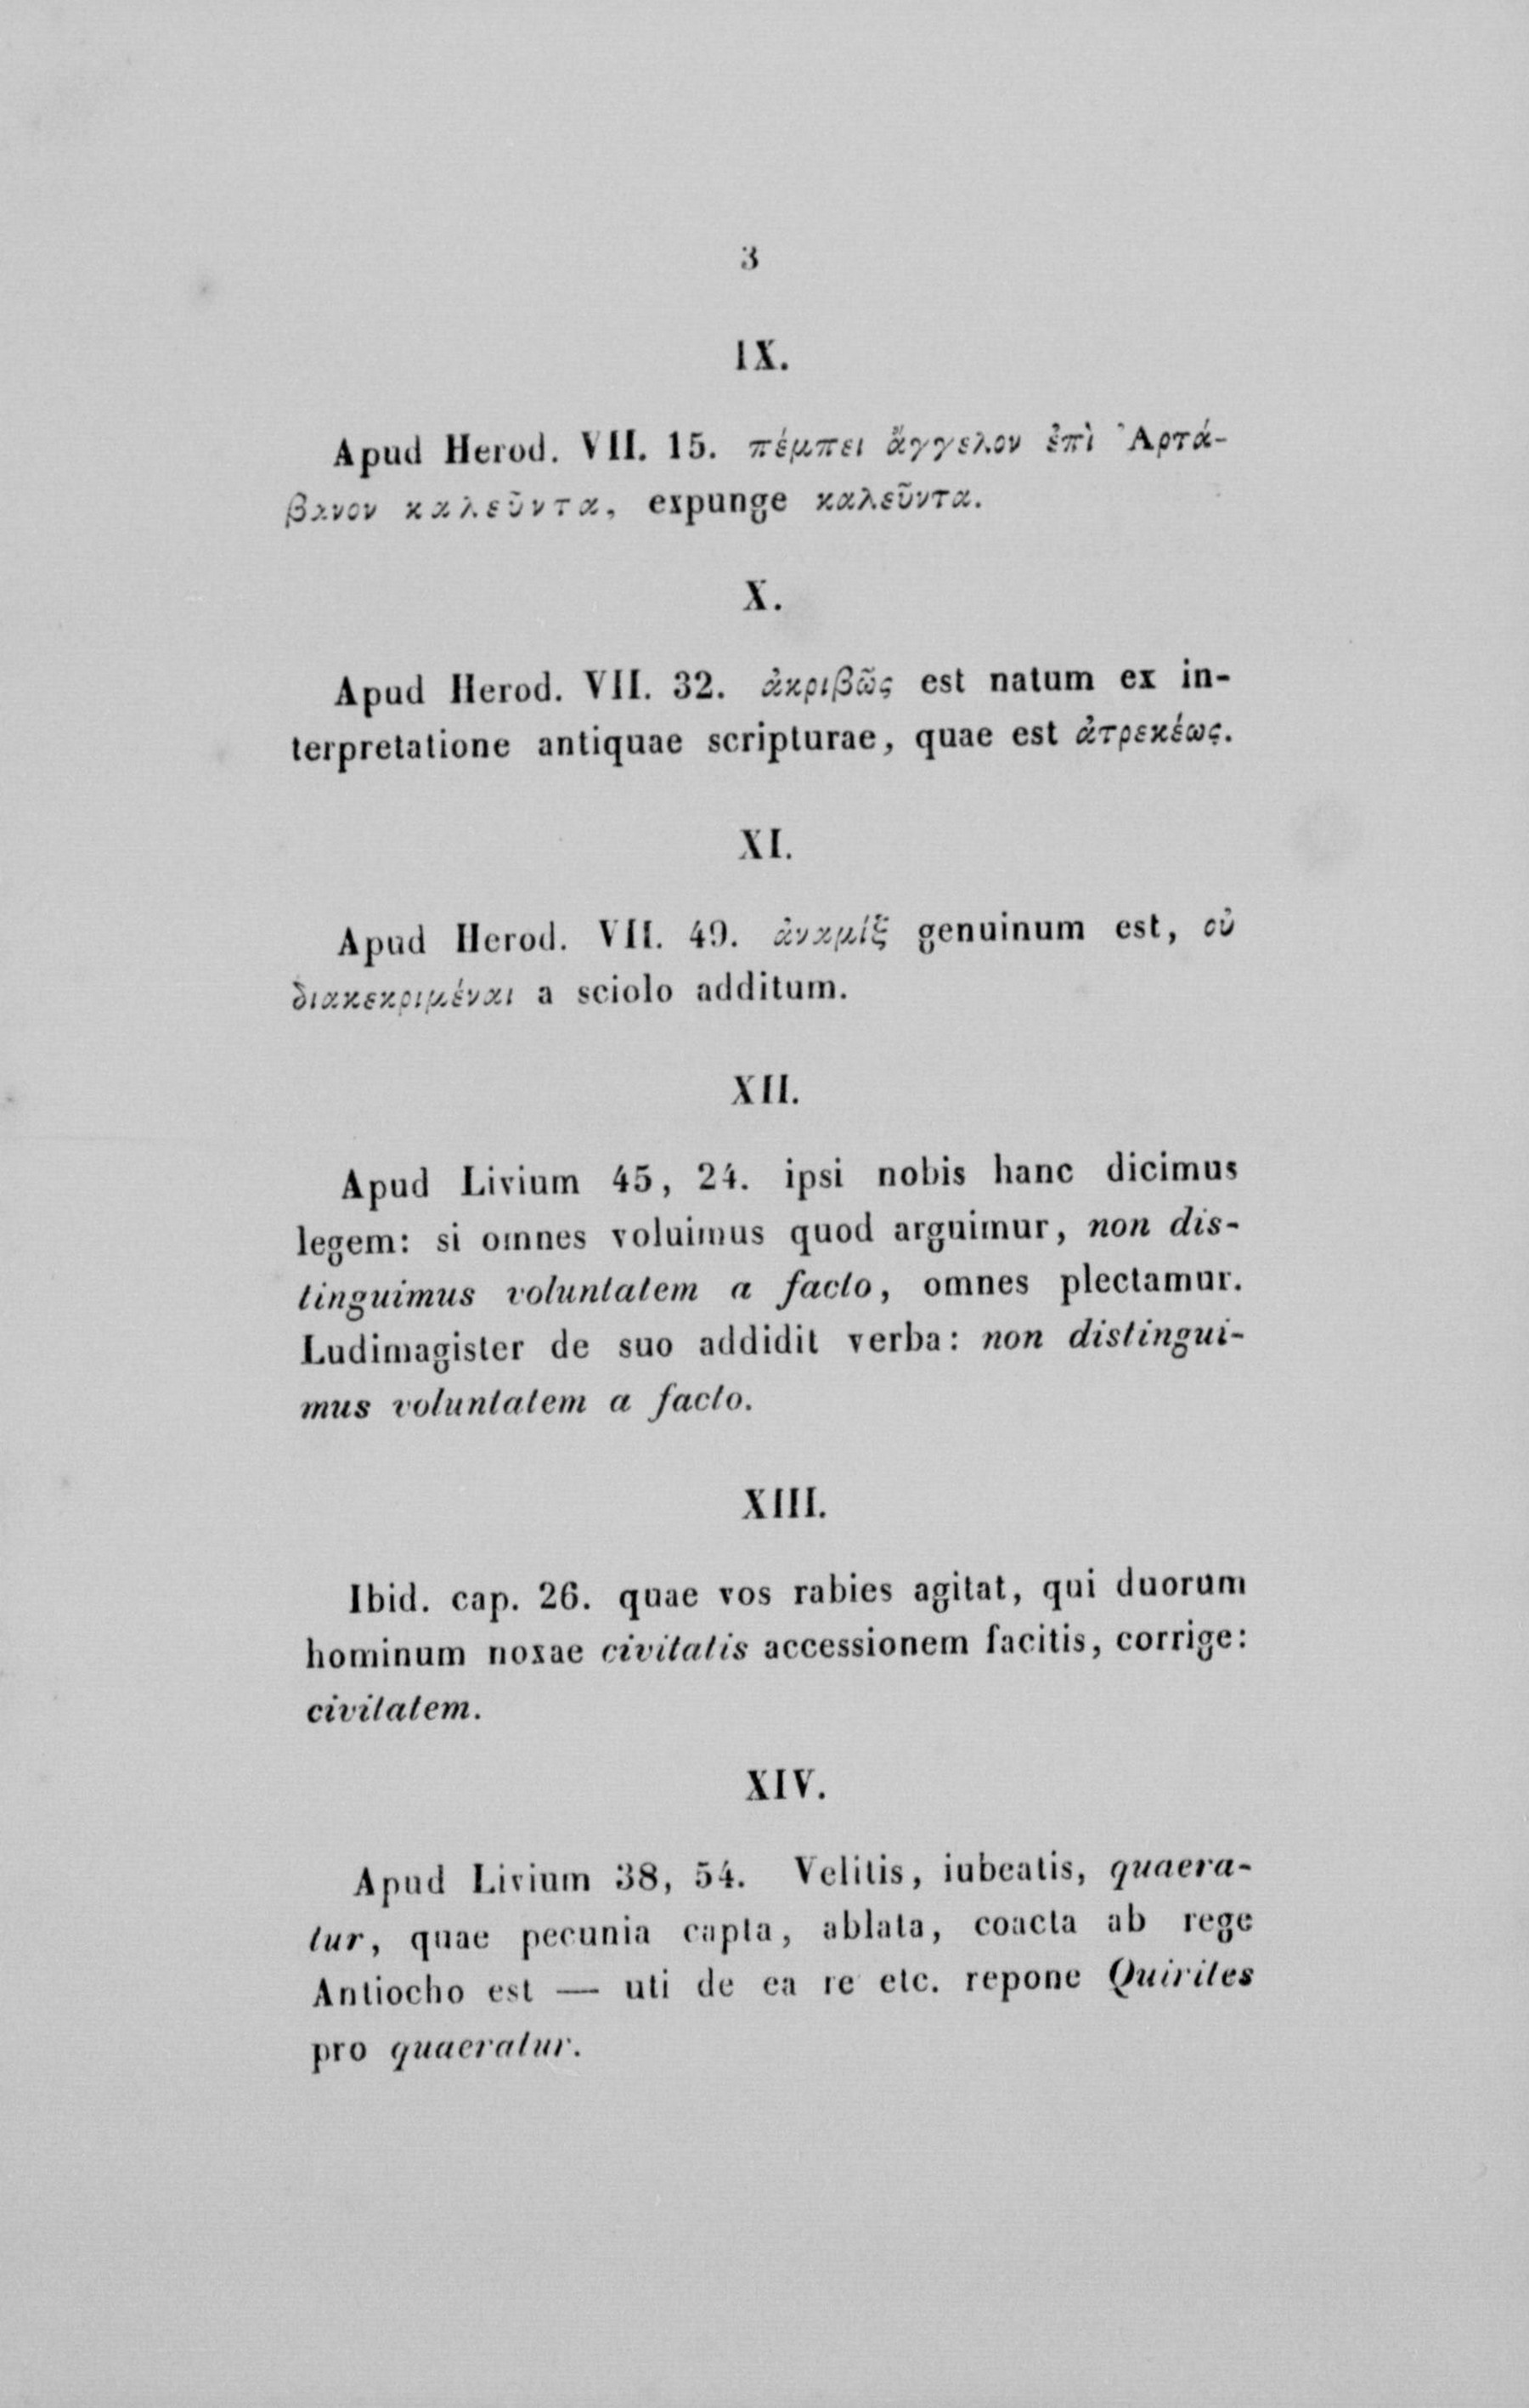 3
IX.
Apud Herod. VII. 15. πέμπει ἄγγελον ἐπὶ Ἀρτά-
βανον καλεῦντα, expunge καλεῦντα.
X.
Apud Herod. VII. 32. ἀκριβῶς est natum ex in-
terpretatione antiquae scripturae, quae est ἀτρεκέως.
XI.
Apud Herod. VII. 49. ἀναμίξ genuinum est, οὐ
διακεκριμέναι a sciolo additum.
XII.
Apud Livium 45, 24. ipsi nobis hanc dicimus
legem: si omnes voluimus quod arguimur, non dis-
tinguimus voluntatem a facto, omnes plectamur.
Ludimagister de suo addidit verba: non distingui-
mus voluntatem a facto.
XIII.
Ibid. cap. 26. quae vos rabies agitat, qui duorum
hominum noxae civitatis accessionem facitis, corrige:
civitatem.
XIV.
Apud Livium 38, 54. Velitis, iubeatis, quaera-
tur, quae pecunia capta, ablata, coacta ab rege
Antiocho est — uti de ea re etc. repone Quirites
pro quaeratur.